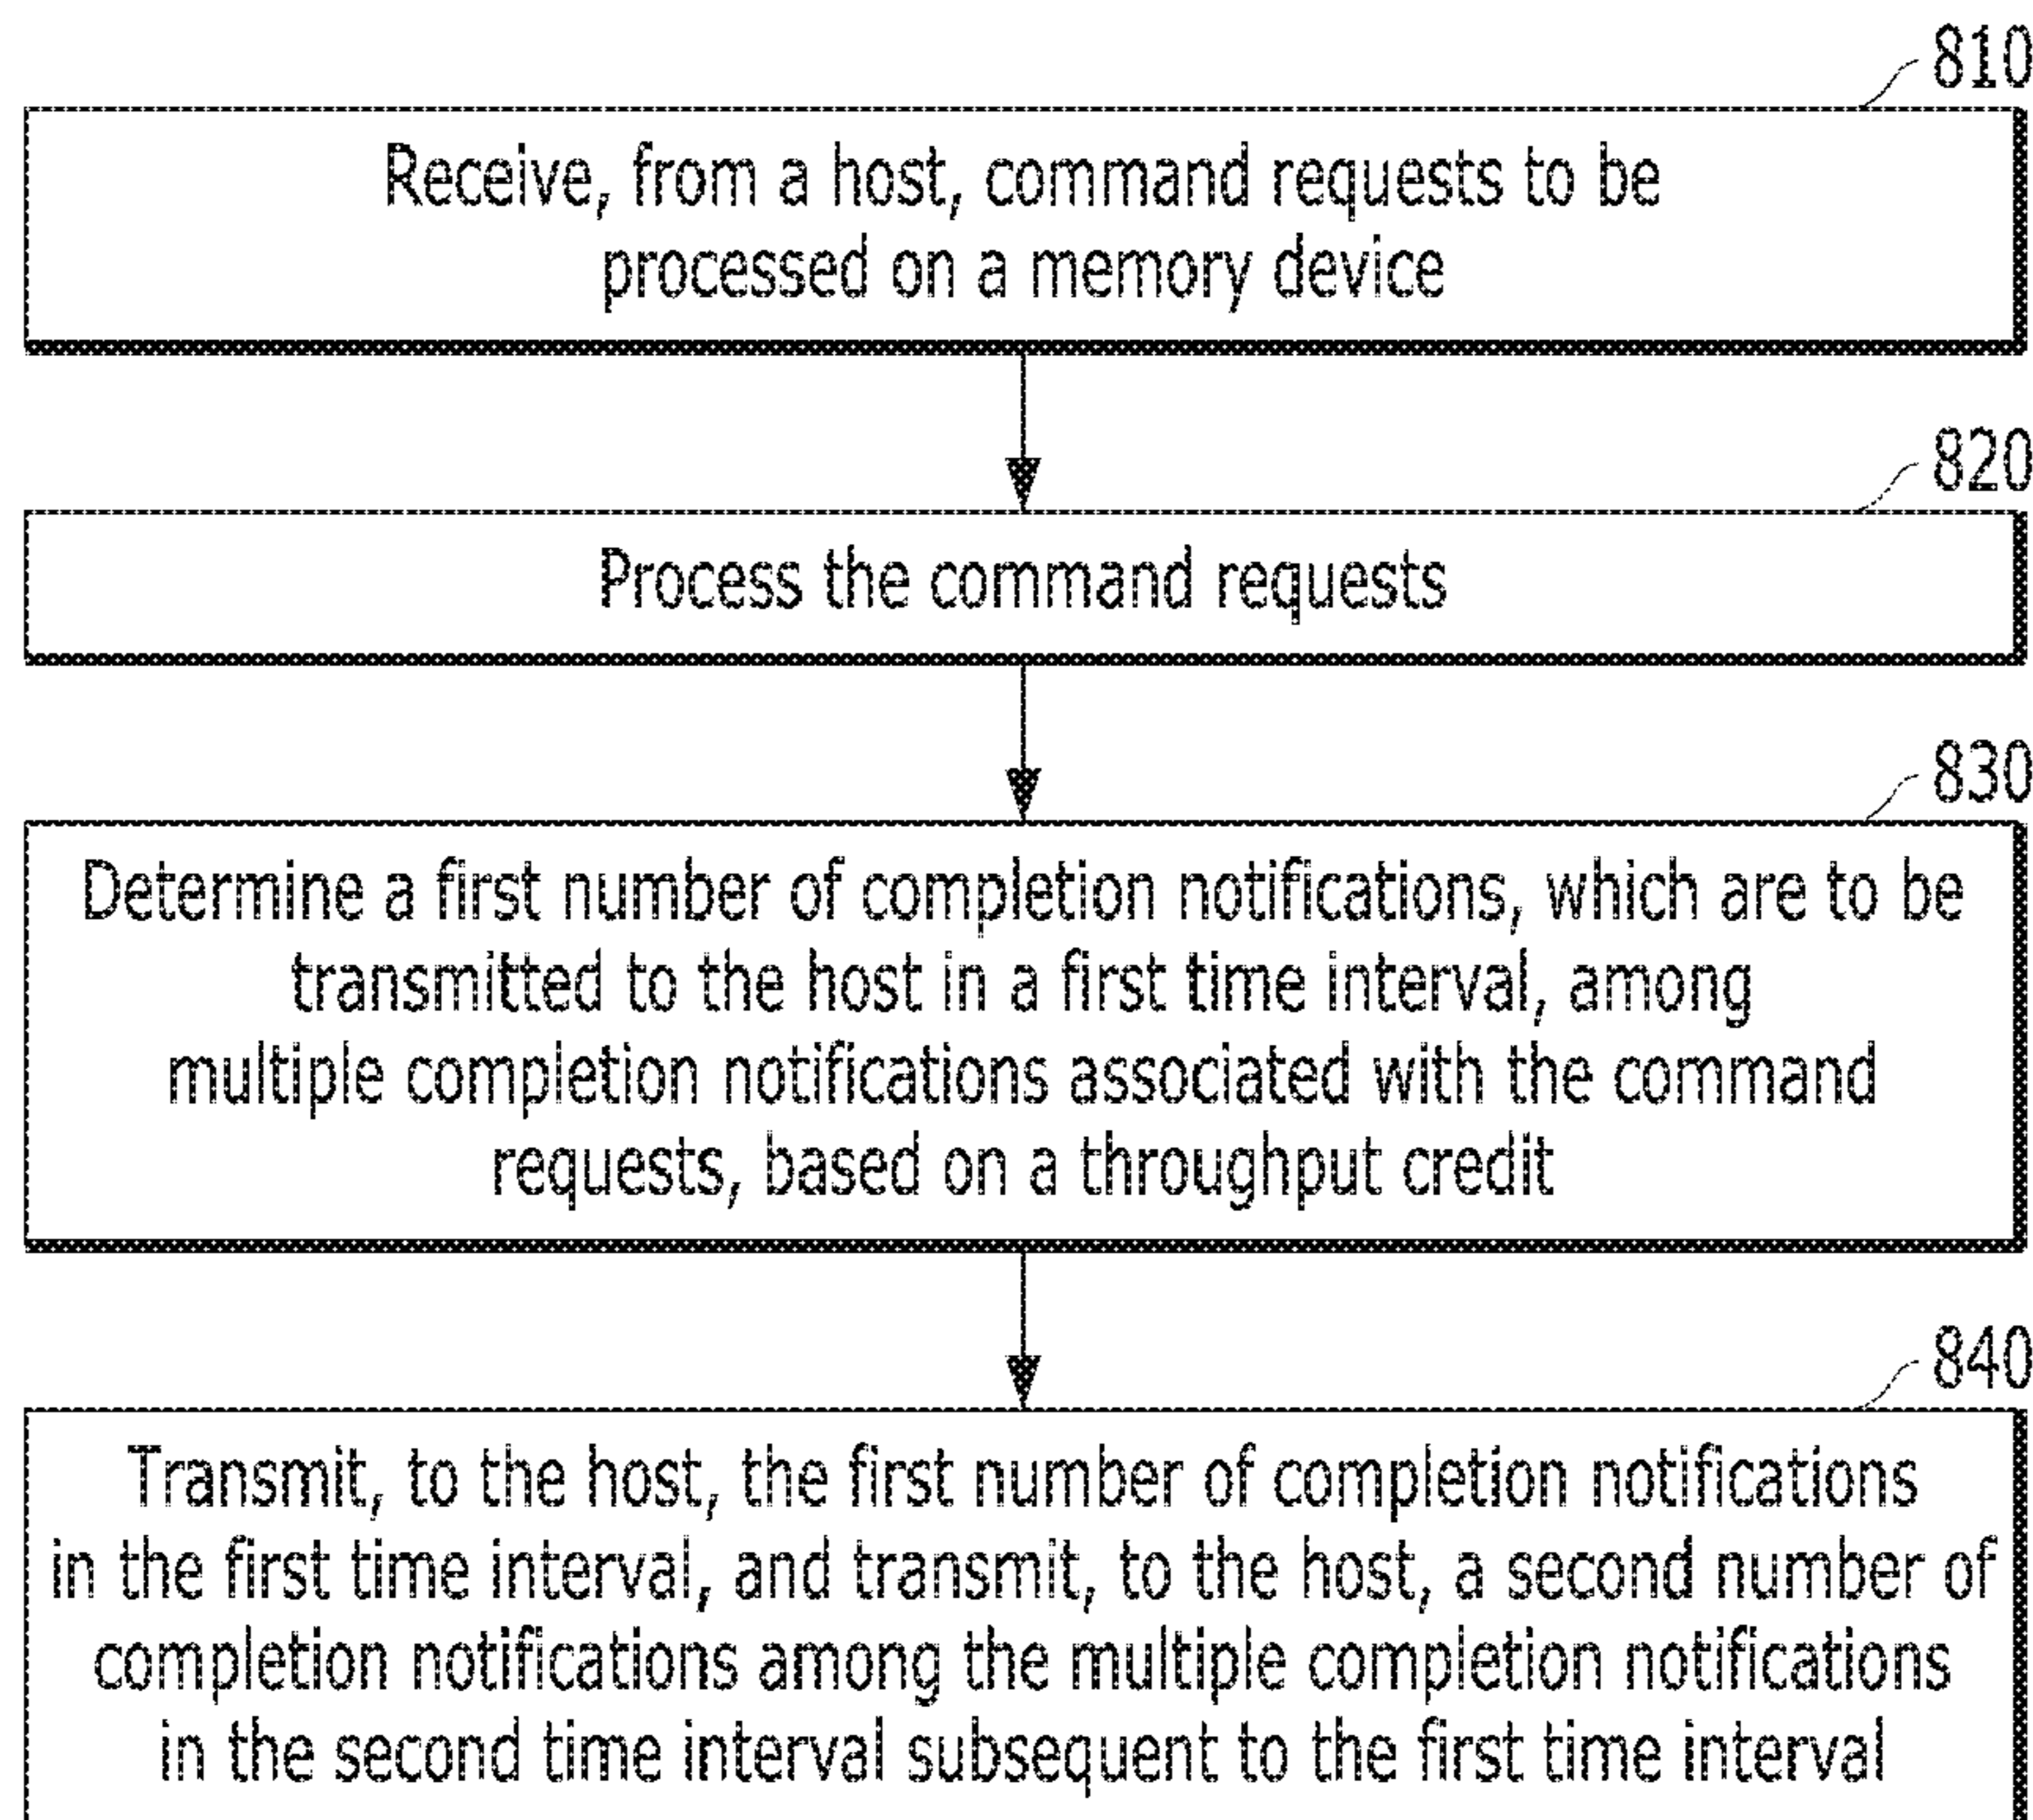 810
Receive, from a host, command requests to be
processed on a memory device
820
Process the command requests
830
Determine a first number of completion notifications, which are to be
transmitted to the host in a first time interval, among
multiple completion notifications associated with the command
requests, based on a throughput credit
840
Transmit, to the host, the first number of completion notifications
in the first time interval, and transmit, to the host, a second number of
completion notifications among the multiple completion notifications
in the second time interval subsequent to the first time interval